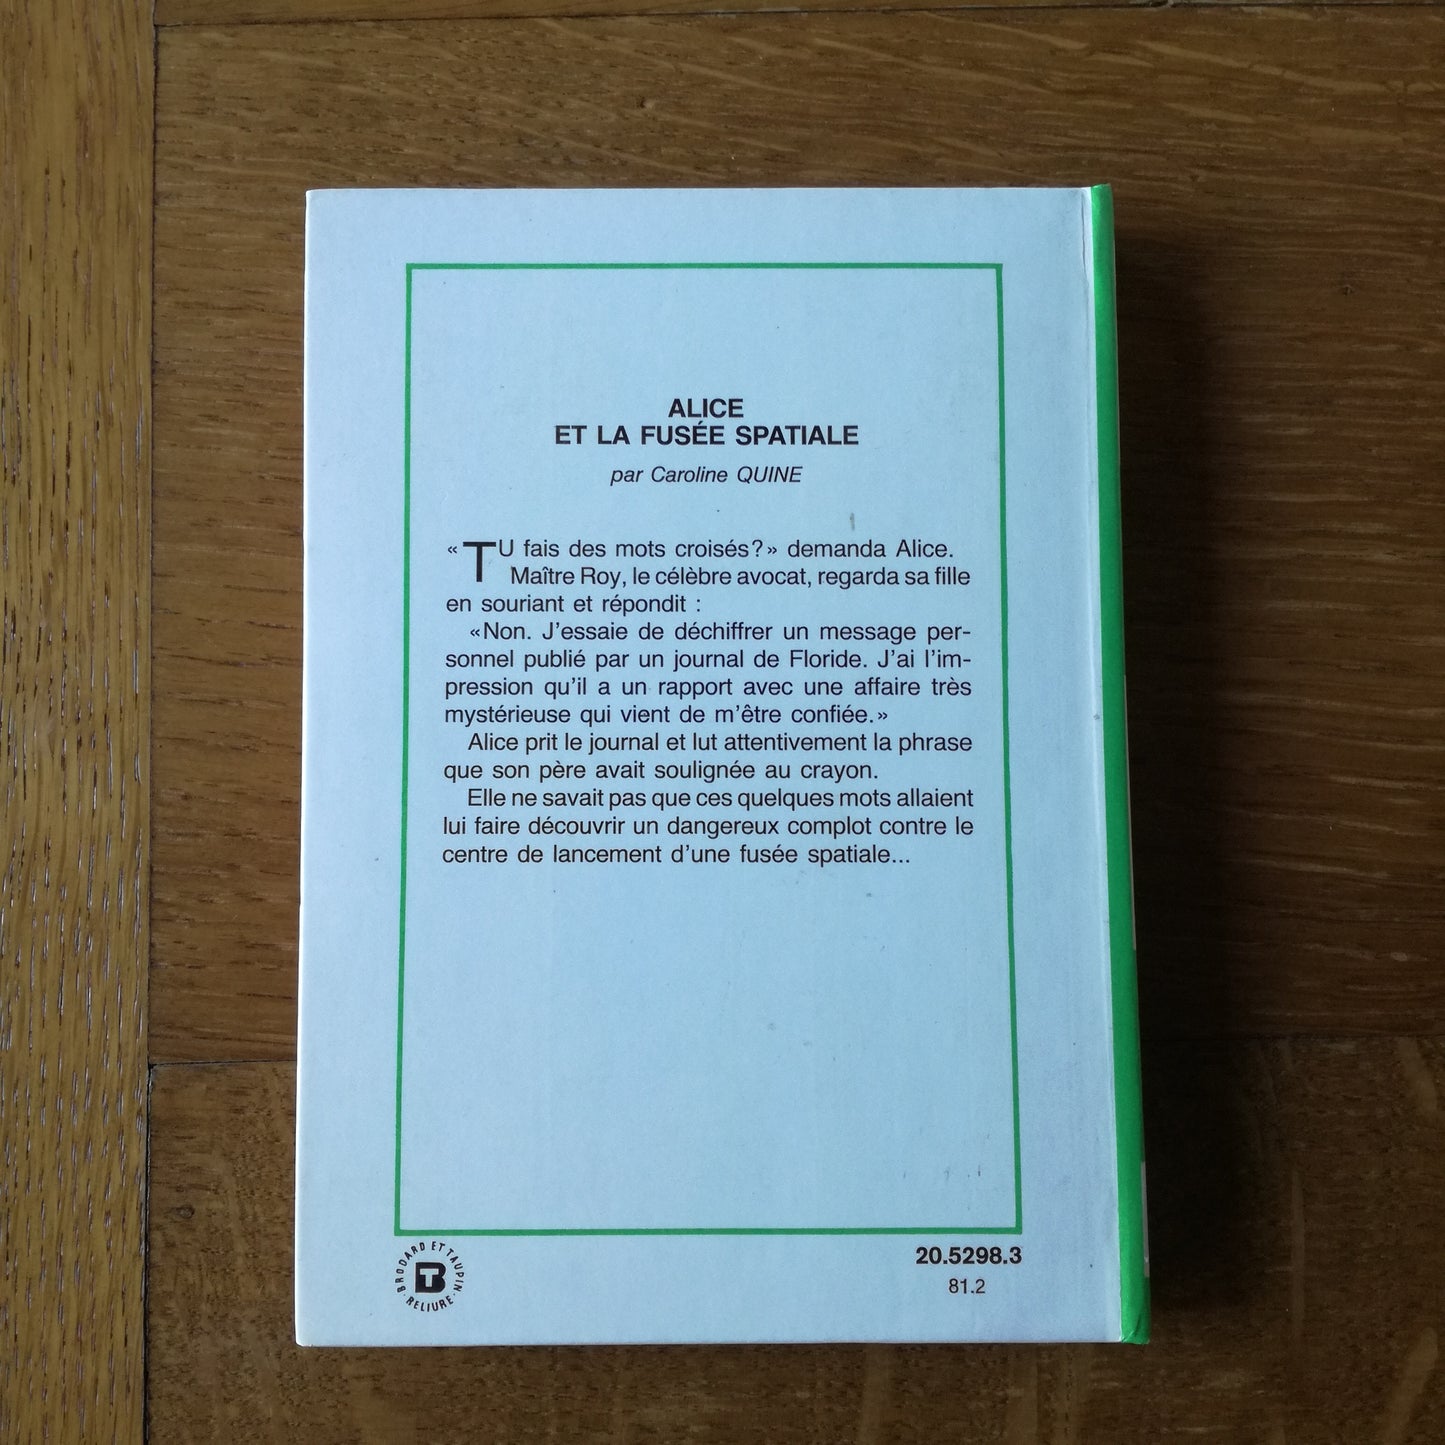 ALICE
ET LA FUSÉE SPATIALE
par Caroline QUINE
« TU fais des mots croisés?» demanda Alice.
Maître Roy, le célèbre avocat, regarda sa fille
en souriant et répondit :
«Non. J'essaie de déchiffrer un message per-
sonnel publié par un journal de Floride. J'ai l'im-
pression qu'il a un rapport avec une affaire très
mystérieuse qui vient de m'être confiée.»
Alice prit le journal et lut attentivement la phrase
que son père avait soulignée au crayon.
Elle ne savait pas que ces quelques mots allaient
lui faire découvrir un dangereux complot contre le
centre de lancement d'une fusée spatiale...
BRODARD ET TAUPIN
BT
· RELIURE ·
20.5298.3
81.2